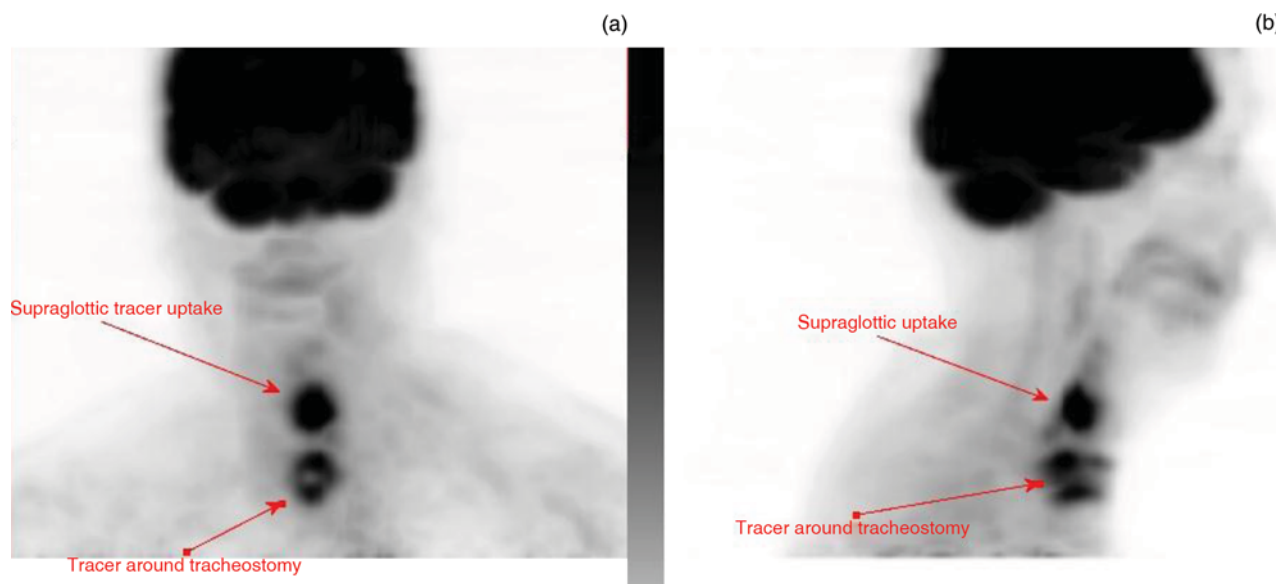 (a)
(b)
Supraglottic tracer uptake
Supraglottic uptake
Tracer around tracheostomy
Tracer around tracheostomy